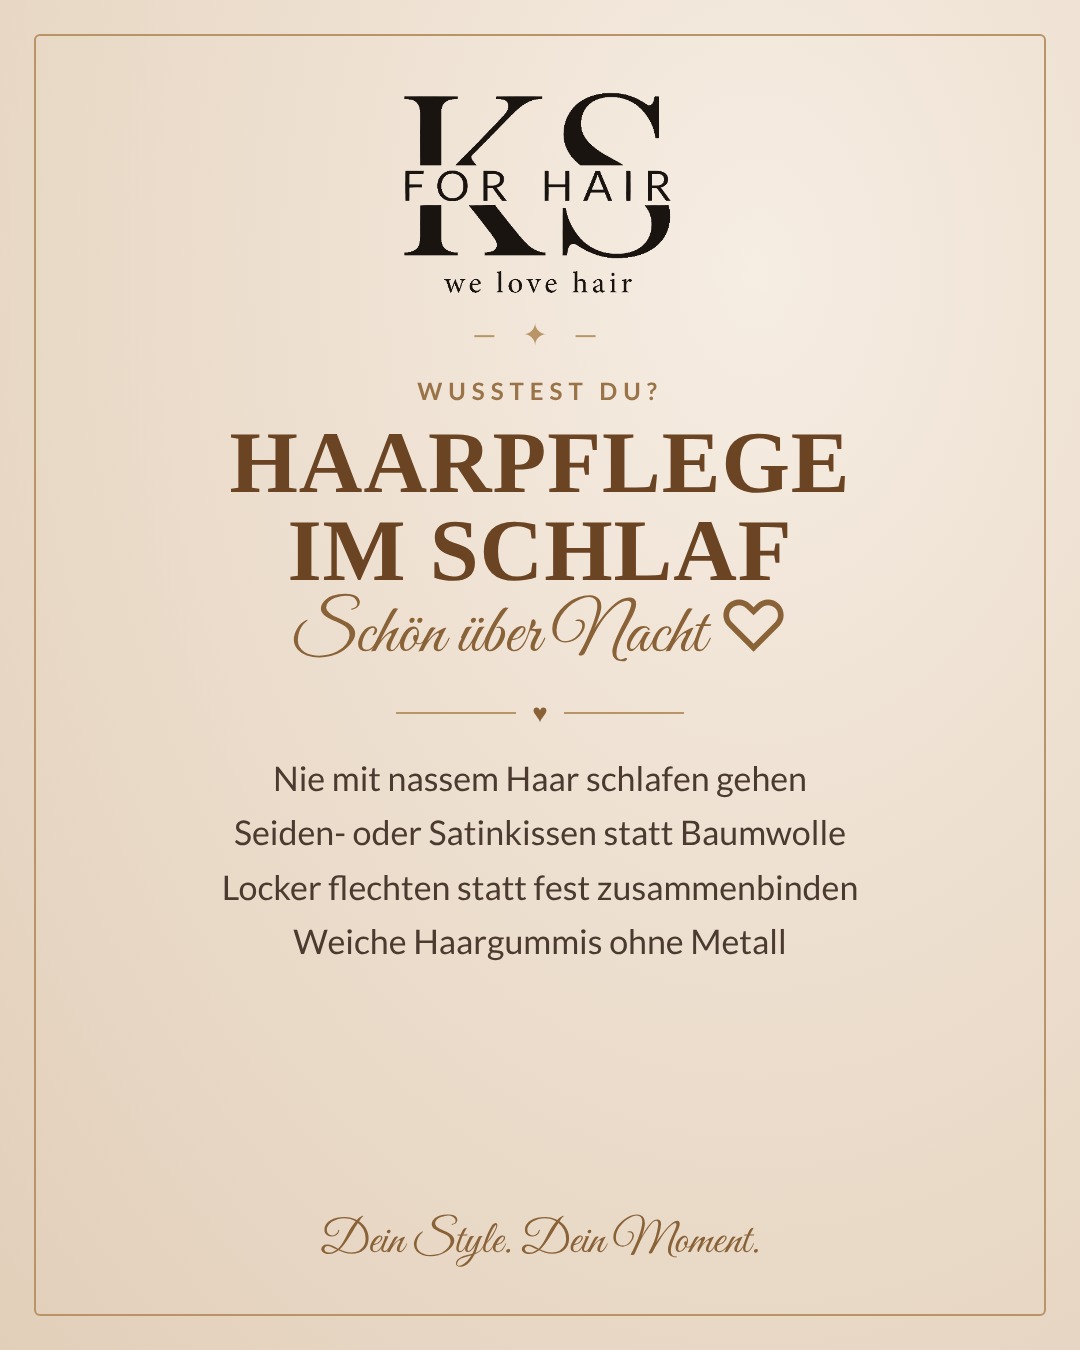 KS
FOR HAIR
we love hair
WUSSTEST DU?
HAARPFLEGE
IM SCHLAF
Schön über Nacht ♡
Nie mit nassem Haar schlafen gehen
Seiden- oder Satinkissen statt Baumwolle
Locker flechten statt fest zusammenbinden
Weiche Haargummis ohne Metall
Dein Style. Dein Moment.